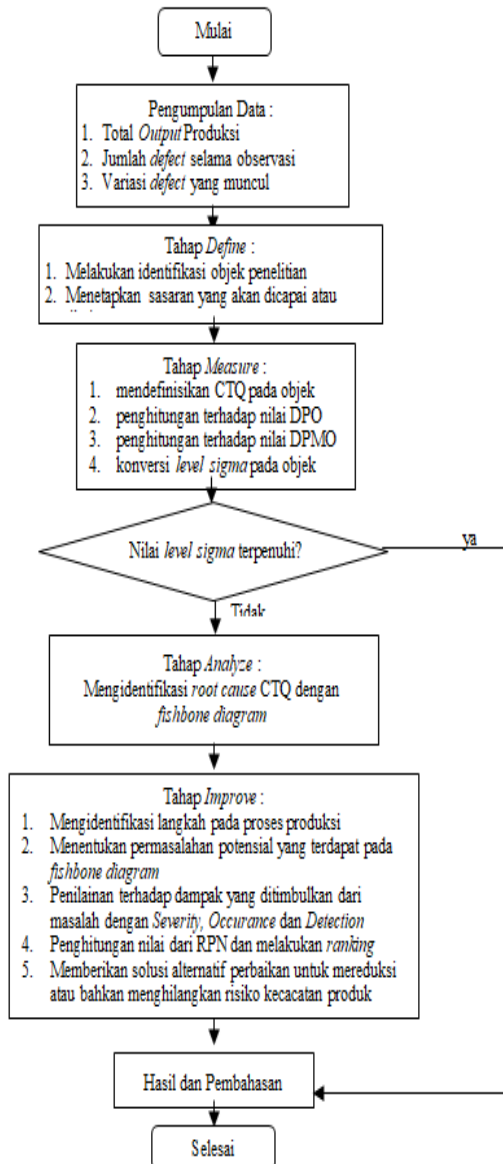 Mulai
Pengumpulan Data :
1. Total Output Produksi
2. Jumlah defect selama observasi
3. Variasi defect yang muncul
Tahap Define :
1. Melakukan identifikasi objek penelitian
2. Menetapkan sasaran yang akan dicapai atau
Tahap Measure :
1. mendefinisikan CTQ pada objek
2. penghitungan terhadap nilai DPO
3. penghitungan terhadap nilai DPMO
4. konversi level sigma pada objek
Nilai level sigma terpenuhi?
ya
Tidak
Tahap Analyze :
Mengidentifikasi root cause CTQ dengan
fishbone diagram
Tahap Improve :
1. Mengidentifikasi langkah pada proses produksi
2. Menentukan permasalahan potensial yang terdapat pada
fishbone diagram
3. Penilainan terhadap dampak yang ditimbulkan dari
masalah dengan Severity, Occurance dan Detection
4. Penghitungan nilai dari RPN dan melakukan ranking
5. Memberikan solusi alternatif perbaikan untuk mereduksi
atau bahkan menghilangkan risiko kecacatan produk
Hasil dan Pembahasan
Selesai